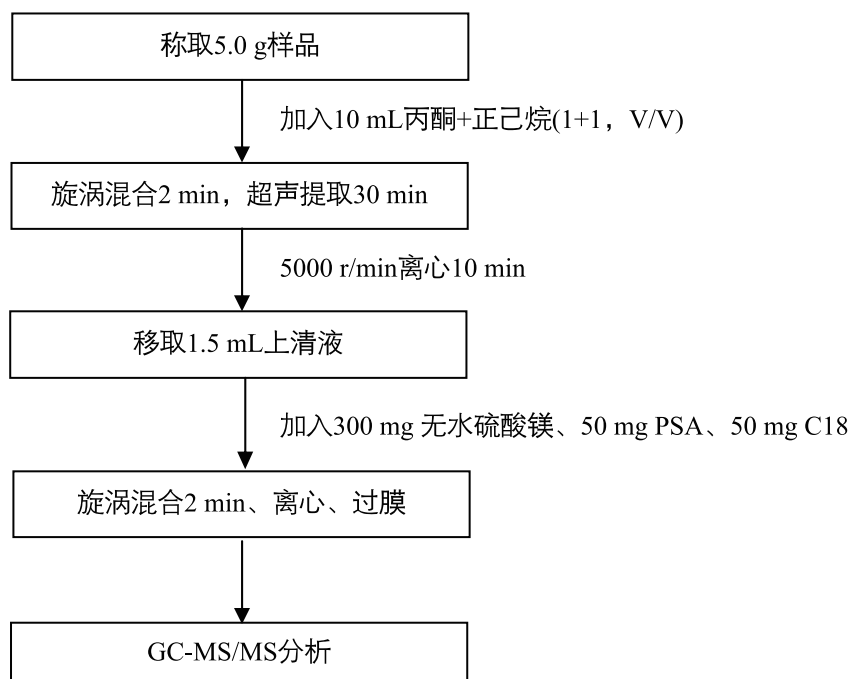 称取5.0 g样品
加入10 mL丙酮+正己烷(1+1，V/V)
旋涡混合2 min，超声提取30 min
5000 r/min离心10 min
移取1.5 mL上清液
加入300 mg 无水硫酸镁、50 mg PSA、50 mg C18
旋涡混合2 min、离心、过膜
GC-MS/MS分析